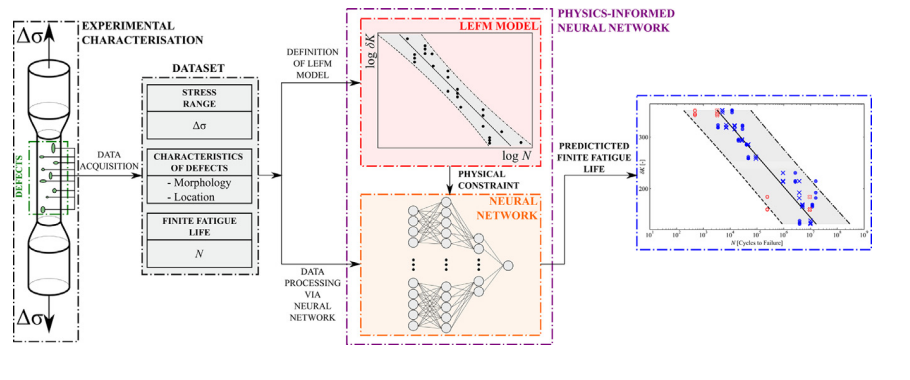 Δσ
EXPERIMENTAL
CHARACTERISATION
DEFECTS
Δσ
DATA
ACQUISITION
DATASET
STRESS
RANGE
Δσ
CHARACTERISTICS
OF DEFECTS
- Morphology
- Location
FINITE FATIGUE
LIFE
N
DEFINITION
OF LEFM
MODEL
DATA
PROCESSING
VIA
NEURAL
NETWORK
PHYSICS-INFORMED
NEURAL NETWORK
LEFM MODEL
log δK
log N
PHYSICAL
CONSTRAINT
NEURAL
NETWORK
PREDICTICTED
FINITE FATIGUE
LIFE
300
200
N [Cycles to Failure]